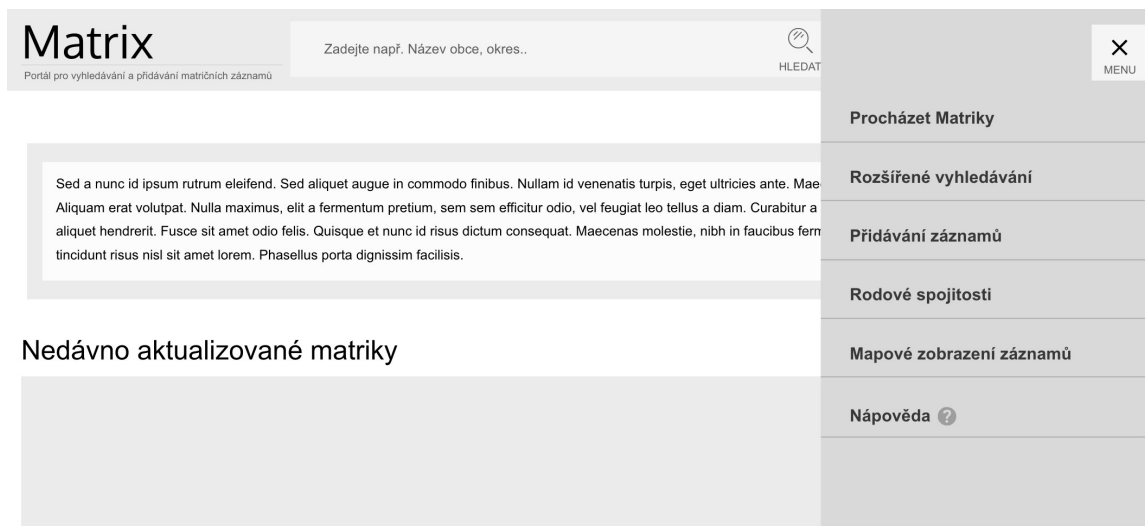 Matrix
Portál pro vyhledávání a přidávání matričních záznamů
Zadejte např. Název obce, okres..
HLEDAT
MENU
Procházet Matriky
Rozšířené vyhledávání
Přidávání záznamů
Rodové spojitosti
Mapové zobrazení záznamů
Nápověda ?
Sed a nunc id ipsum rutrum eleifend. Sed aliquet augue in commodo finibus. Nullam id venenatis turpis, eget ultricies ante. Mae
Aliquam erat volutpat. Nulla maximus, elit a fermentum pretium, sem sem efficitur odio, vel feugiat leo tellus a diam. Curabitur a
aliquet hendrerit. Fusce sit amet odio felis. Quisque et nunc id risus dictum consequat. Maecenas molestie, nibh in faucibus ferm
tincidunt risus nisl sit amet lorem. Phasellus porta dignissim facilisis.
Nedávno aktualizované matriky